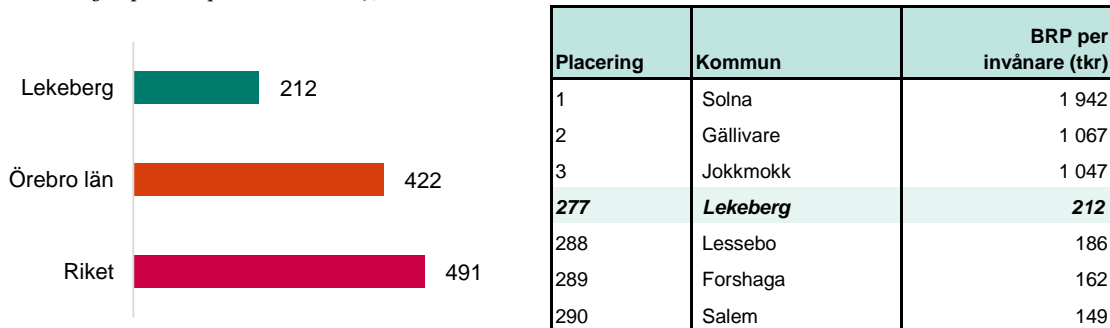 Lekeberg 212
Örebro län 422
Riket 491
Placering Kommun BRP per invånare (tkr)
1 Solna 1 942
2 Gällivare 1 067
3 Jokkmokk 1 047
277 Lekeberg 212
288 Lessebo 186
289 Forshaga 162
290 Salem 149